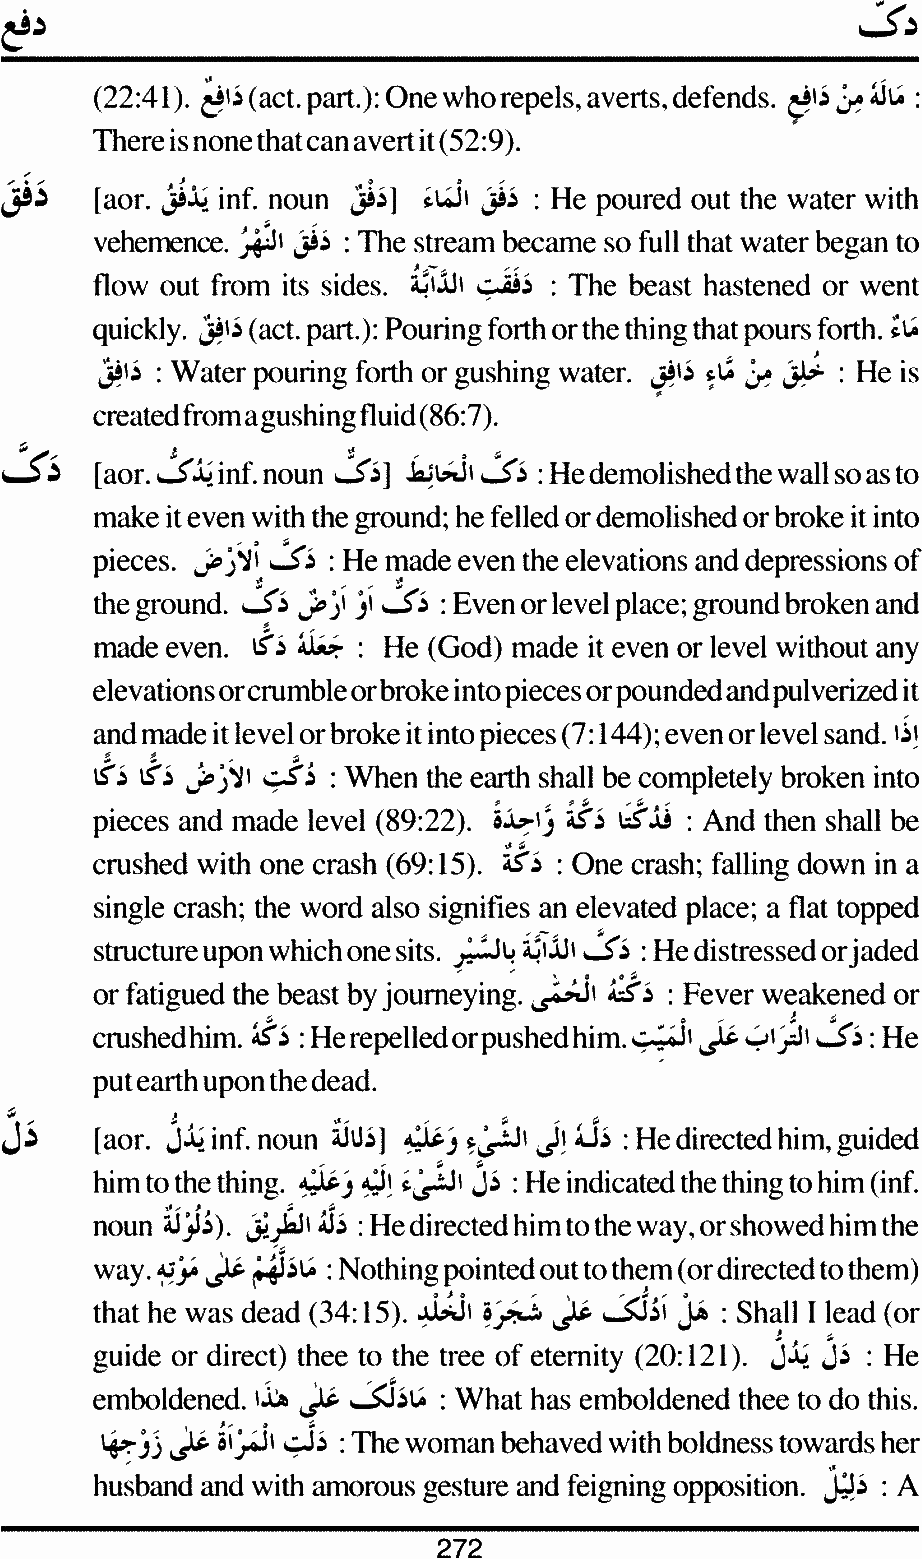 دفع دكّ
(22:41). دَافِعٌ (act. part.): One who repels, averts, defends. مَالَهٗ مِنْ دَافِعٍ :
There is none that can avert it (52:9).
دَفَقَ [aor. يَدْفُقُ inf. noun دَفْقٌ] دَفَقَ الْمَاءَ : He poured out the water with
vehemence. دَفَقَ النَّهْرُ : The stream became so full that water began to
flow out from its sides. دَفَقَتِ الدَّآبَّةُ : The beast hastened or went
quickly. دَافِقٌ (act. part.): Pouring forth or the thing that pours forth. مَاءٌ
دَافِقٌ : Water pouring forth or gushing water. خُلِقَ مِنْ مَّاءٍ دَافِقٍ : He is
created from a gushing fluid (86:7).
دَكَّ [aor. يَدُكُّ inf. noun دَكٌّ] دَكَّ الْحَائِطَ : He demolished the wall so as to
make it even with the ground; he felled or demolished or broke it into
pieces. دَكَّ الْاَرْضَ : He made even the elevations and depressions of
the ground. دَكٌّ اَوْ اَرْضٌ دَكٌّ : Even or level place; ground broken and
made even. جَعَلَهٗ دَكًّا : He (God) made it even or level without any
elevations or crumble or broke into pieces or pounded and pulverized it
and made it level or broke it into pieces (7:144); even or level sand. اِذَا
دُكَّتِ الْاَرْضُ دَكًّا دَكًّا : When the earth shall be completely broken into
pieces and made level (89:22). فَدُكَّتَا دَكَّةً وَّاحِدَةً : And then shall be
crushed with one crash (69:15). دَكَّةٌ : One crash; falling down in a
single crash; the word also signifies an elevated place; a flat topped
structure upon which one sits. دَكَّ الدَّآبَّةَ بِالسَّيْرِ : He distressed or jaded
or fatigued the beast by journeying. دَكَّتْهُ الْحُمّٰى : Fever weakened or
crushed him. دَكَّهٗ : He repelled or pushed him. دَكَّ التُّرَابَ عَلَى الْمَيِّتِ : He
put earth upon the dead.
دَلَّ [aor. يَدُلُّ inf. noun دَلَالَةٌ] دَلَّهٗ اِلَى الشَّيْءِ وَعَلَيْهِ : He directed him, guided
him to the thing. دَلَّ الشَّيْءَ اِلَيْهِ وَعَلَيْهِ : He indicated the thing to him (inf.
noun دُلُوْلَةٌ). دَلَّهُ الطَّرِيْقَ : He directed him to the way, or showed him the
way. مَادَلَّهُمْ عَلٰى مَوْتِهٖ : Nothing pointed out to them (or directed to them)
that he was dead (34:15). هَلْ اَدُلُّكَ عَلٰى شَجَرَةِ الْخُلْدِ : Shall I lead (or
guide or direct) thee to the tree of eternity (20:121). دَلَّ يَدُلُّ : He
emboldened. مَادَلَّكَ عَلٰى هٰذَا : What has emboldened thee to do this.
دَلَّتِ الْمَرْاَةُ عَلٰى زَوْجِهَا : The woman behaved with boldness towards her
husband and with amorous gesture and feigning opposition. دَلِيْلٌ : A
272